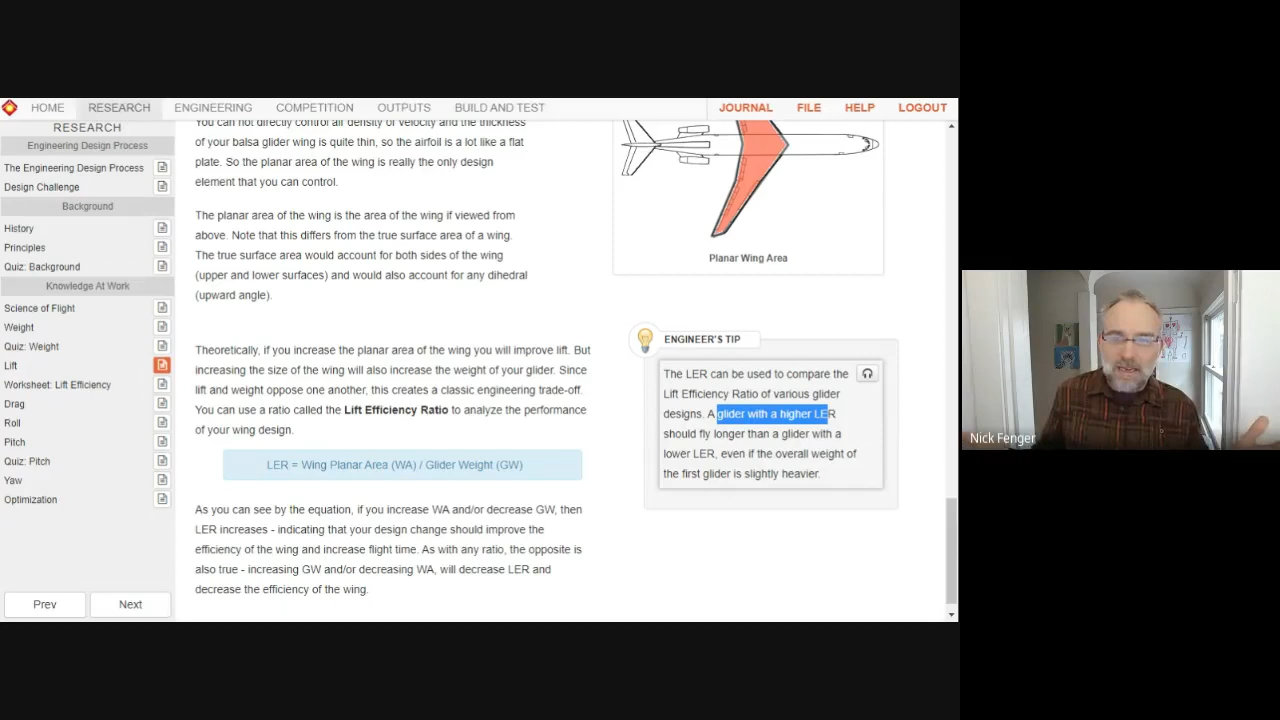 HOME RESEARCH ENGINEERING COMPETITION OUTPUTS BUILD AND TEST JOURNAL FILE HELP LOGOUT
RESEARCH
Engineering Design Process
The Engineering Design Process
Design Challenge
Background
History
Principles
Quiz: Background
Knowledge At Work
Science of Flight
Weight
Quiz: Weight
Lift
Worksheet: Lift Efficiency
Drag
Roll
Pitch
Quiz: Pitch
Yaw
Optimization
Prev Next
You can not directly control air density or velocity and the thickness
of your balsa glider wing is quite thin, so the airfoil is a lot like a flat
plate. So the planar area of the wing is really the only design
element that you can control.
The planar area of the wing is the area of the wing if viewed from
above. Note that this differs from the true surface area of a wing.
The true surface area would account for both sides of the wing
(upper and lower surfaces) and would also account for any dihedral
(upward angle).
Planar Wing Area
Theoretically, if you increase the planar area of the wing you will improve lift. But
increasing the size of the wing will also increase the weight of your glider. Since
lift and weight oppose one another, this creates a classic engineering trade-off.
You can use a ratio called the Lift Efficiency Ratio to analyze the performance
of your wing design.
LER = Wing Planar Area (WA) / Glider Weight (GW)
As you can see by the equation, if you increase WA and/or decrease GW, then
LER increases - indicating that your design change should improve the
efficiency of the wing and increase flight time. As with any ratio, the opposite is
also true - increasing GW and/or decreasing WA, will decrease LER and
decrease the efficiency of the wing.
ENGINEER'S TIP
The LER can be used to compare the
Lift Efficiency Ratio of various glider
designs. A glider with a higher LER
should fly longer than a glider with a
lower LER, even if the overall weight of
the first glider is slightly heavier.
Nick Fenger